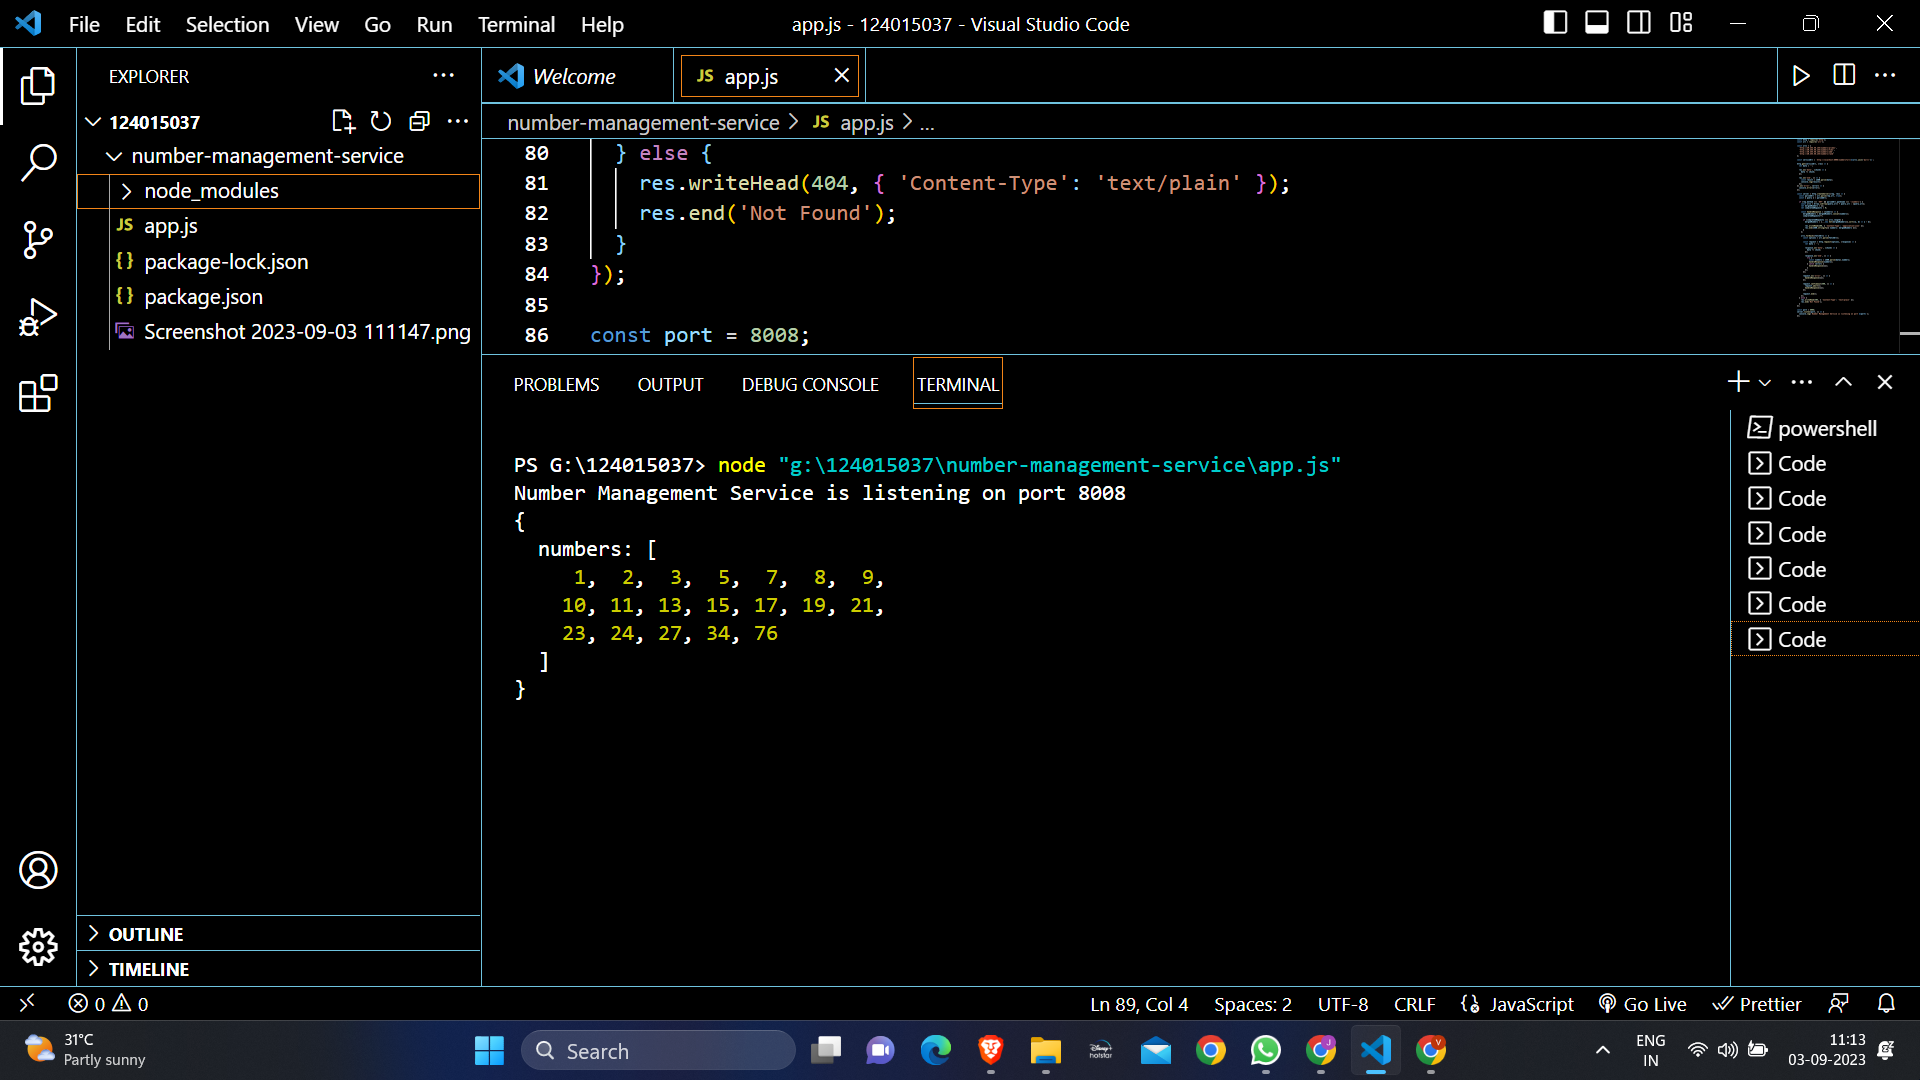 File Edit Selection View Go Run Terminal Help
app.js - 124015037 - Visual Studio Code
EXPLORER
124015037
number-management-service
node_modules
JS app.js
{} package-lock.json
{} package.json
Screenshot 2023-09-03 111147.png
OUTLINE
TIMELINE
Welcome
JS app.js
number-management-service > JS app.js > ...
80 } else {
81 res.writeHead(404, { 'Content-Type': 'text/plain' });
82 res.end('Not Found');
83 }
84 });
85
86 const port = 8008;
PROBLEMS OUTPUT DEBUG CONSOLE TERMINAL
PS G:\124015037> node "g:\124015037\number-management-service\app.js"
Number Management Service is listening on port 8008
{
numbers: [
1, 2, 3, 5, 7, 8, 9,
10, 11, 13, 15, 17, 19, 21,
23, 24, 27, 34, 76
]
}
powershell
Code
Code
Code
Code
Code
Code
0 0
Ln 89, Col 4 Spaces: 2 UTF-8 CRLF {} JavaScript Go Live Prettier
31°C
Partly sunny
Search
disney+
hotstar
J
V
ENG
IN
11:13
03-09-2023